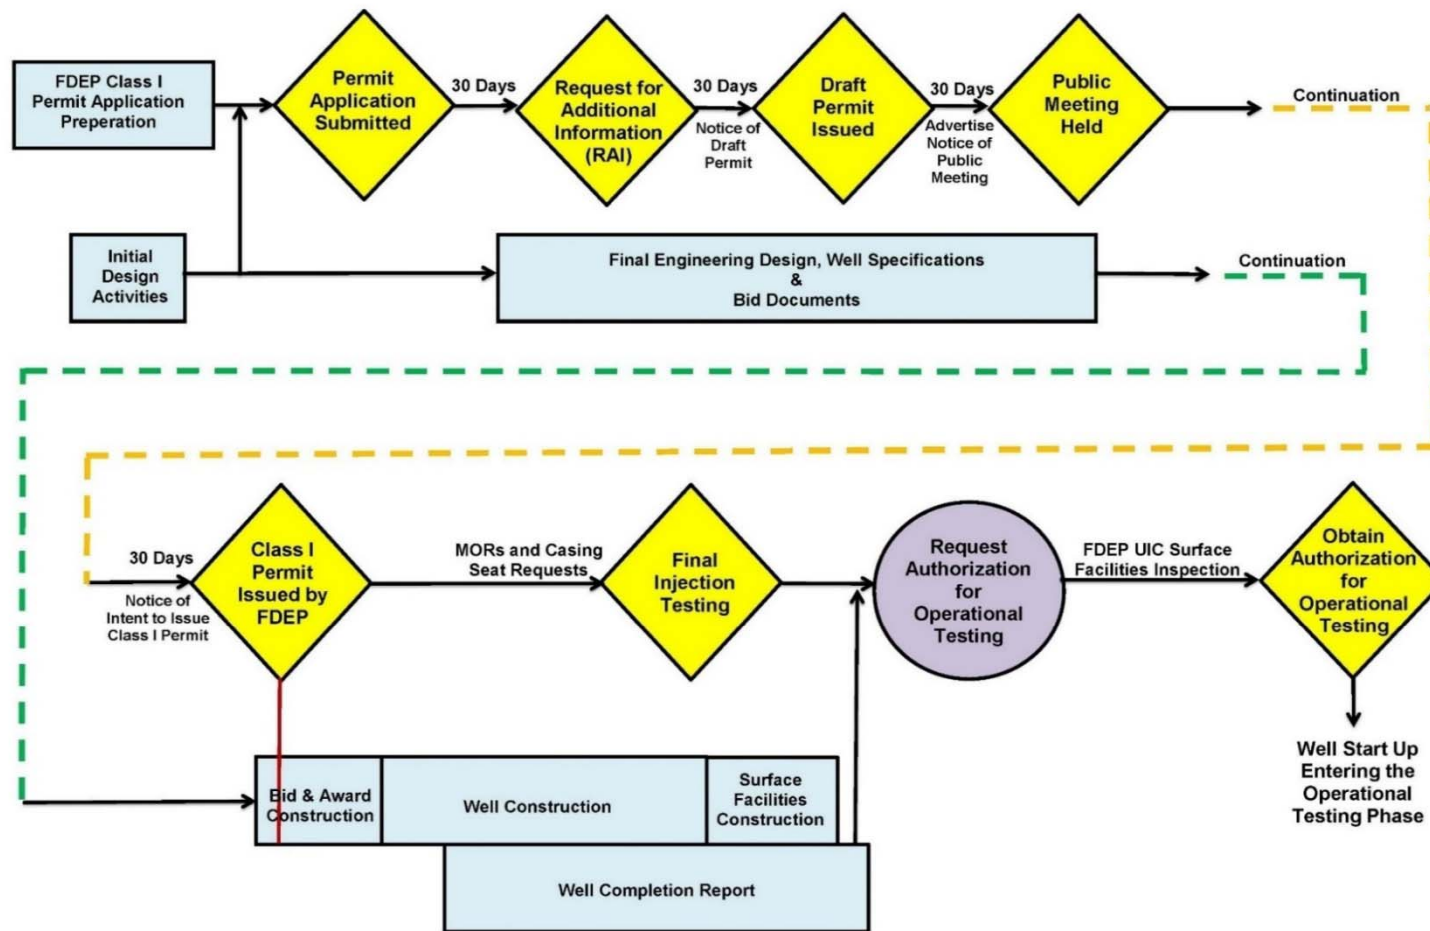 FDEP Class I
Permit Application
Preperation
Permit
Application
Submitted
30 Days
Request for
Additional
Information
(RAI)
30 Days
Notice of
Draft
Permit
Draft
Permit
Issued
30 Days
Advertise
Notice of
Public
Meeting
Public
Meeting
Held
Continuation
Initial
Design
Activities
Final Engineering Design, Well Specifications
&
Bid Documents
Continuation
30 Days
Notice of
Intent to Issue
Class I Permit
Class I
Permit
Issued by
FDEP
MORs and Casing
Seat Requests
Final
Injection
Testing
Request
Authorization
for
Operational
Testing
FDEP UIC Surface
Facilities Inspection
Obtain
Authorization
for
Operational
Testing
Bid & Award
Construction
Well Construction
Surface
Facilities
Construction
Well Completion Report
Well Start Up
Entering the
Operational
Testing Phase